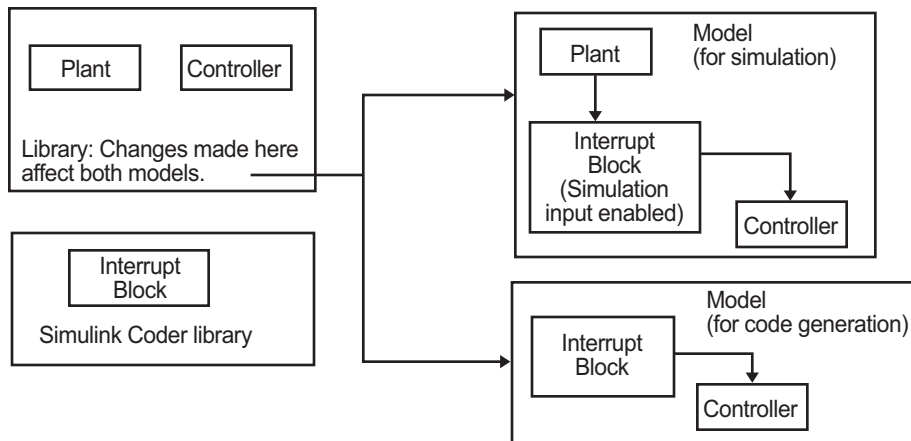 Plant
Controller
Library: Changes made here
affect both models.
Interrupt
Block
Simulink Coder library
Model
(for simulation)
Plant
Interrupt
Block
(Simulation
input enabled)
Controller
Model
(for code generation)
Interrupt
Block
Controller